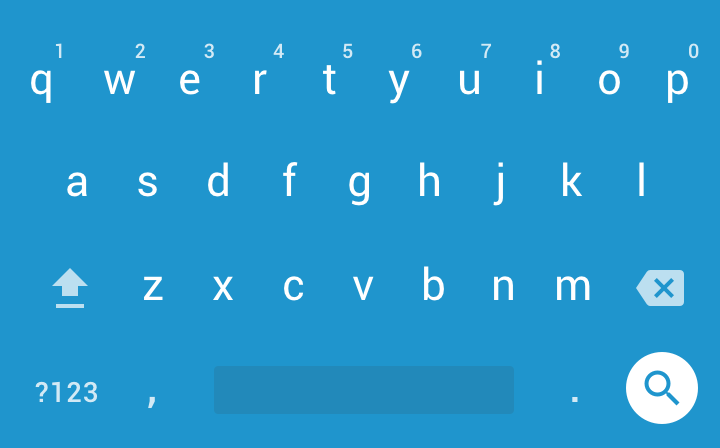 1 2 3 4 5 6 7 8 9 0
q w e r t y u i o p
a s d f g h j k l
z x c v b n m
?123 , .